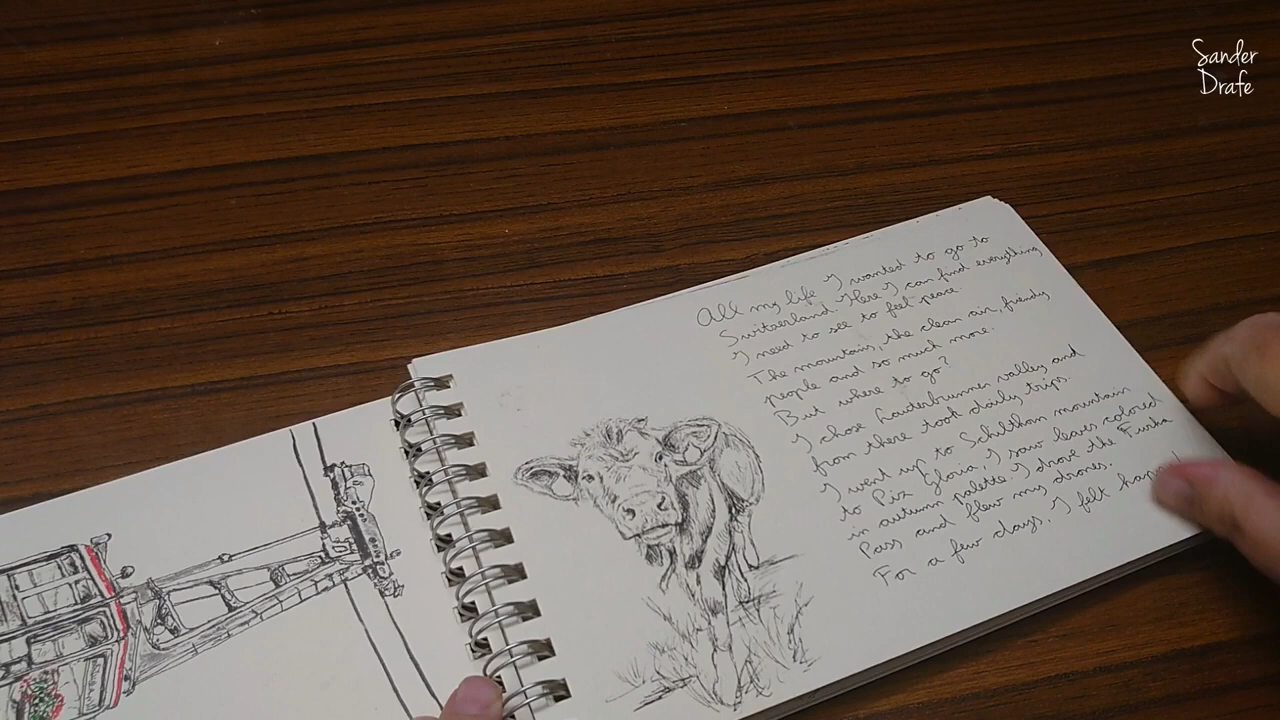 Sander
Drafe
All my life I wanted to go to
Switzerland. Here I can find everything
I need to see to feel peace.
The mountains, the clean air, friendly
people and so much more.
But where to go?
I chose Lauterbrunnen valley and
from there took daily trips.
I went up to Schilthorn mountain
to Piz Gloria, I saw leaves colored
in autumn palette. I drove the Furka
Pass and flew my drones.
For a few days. I felt